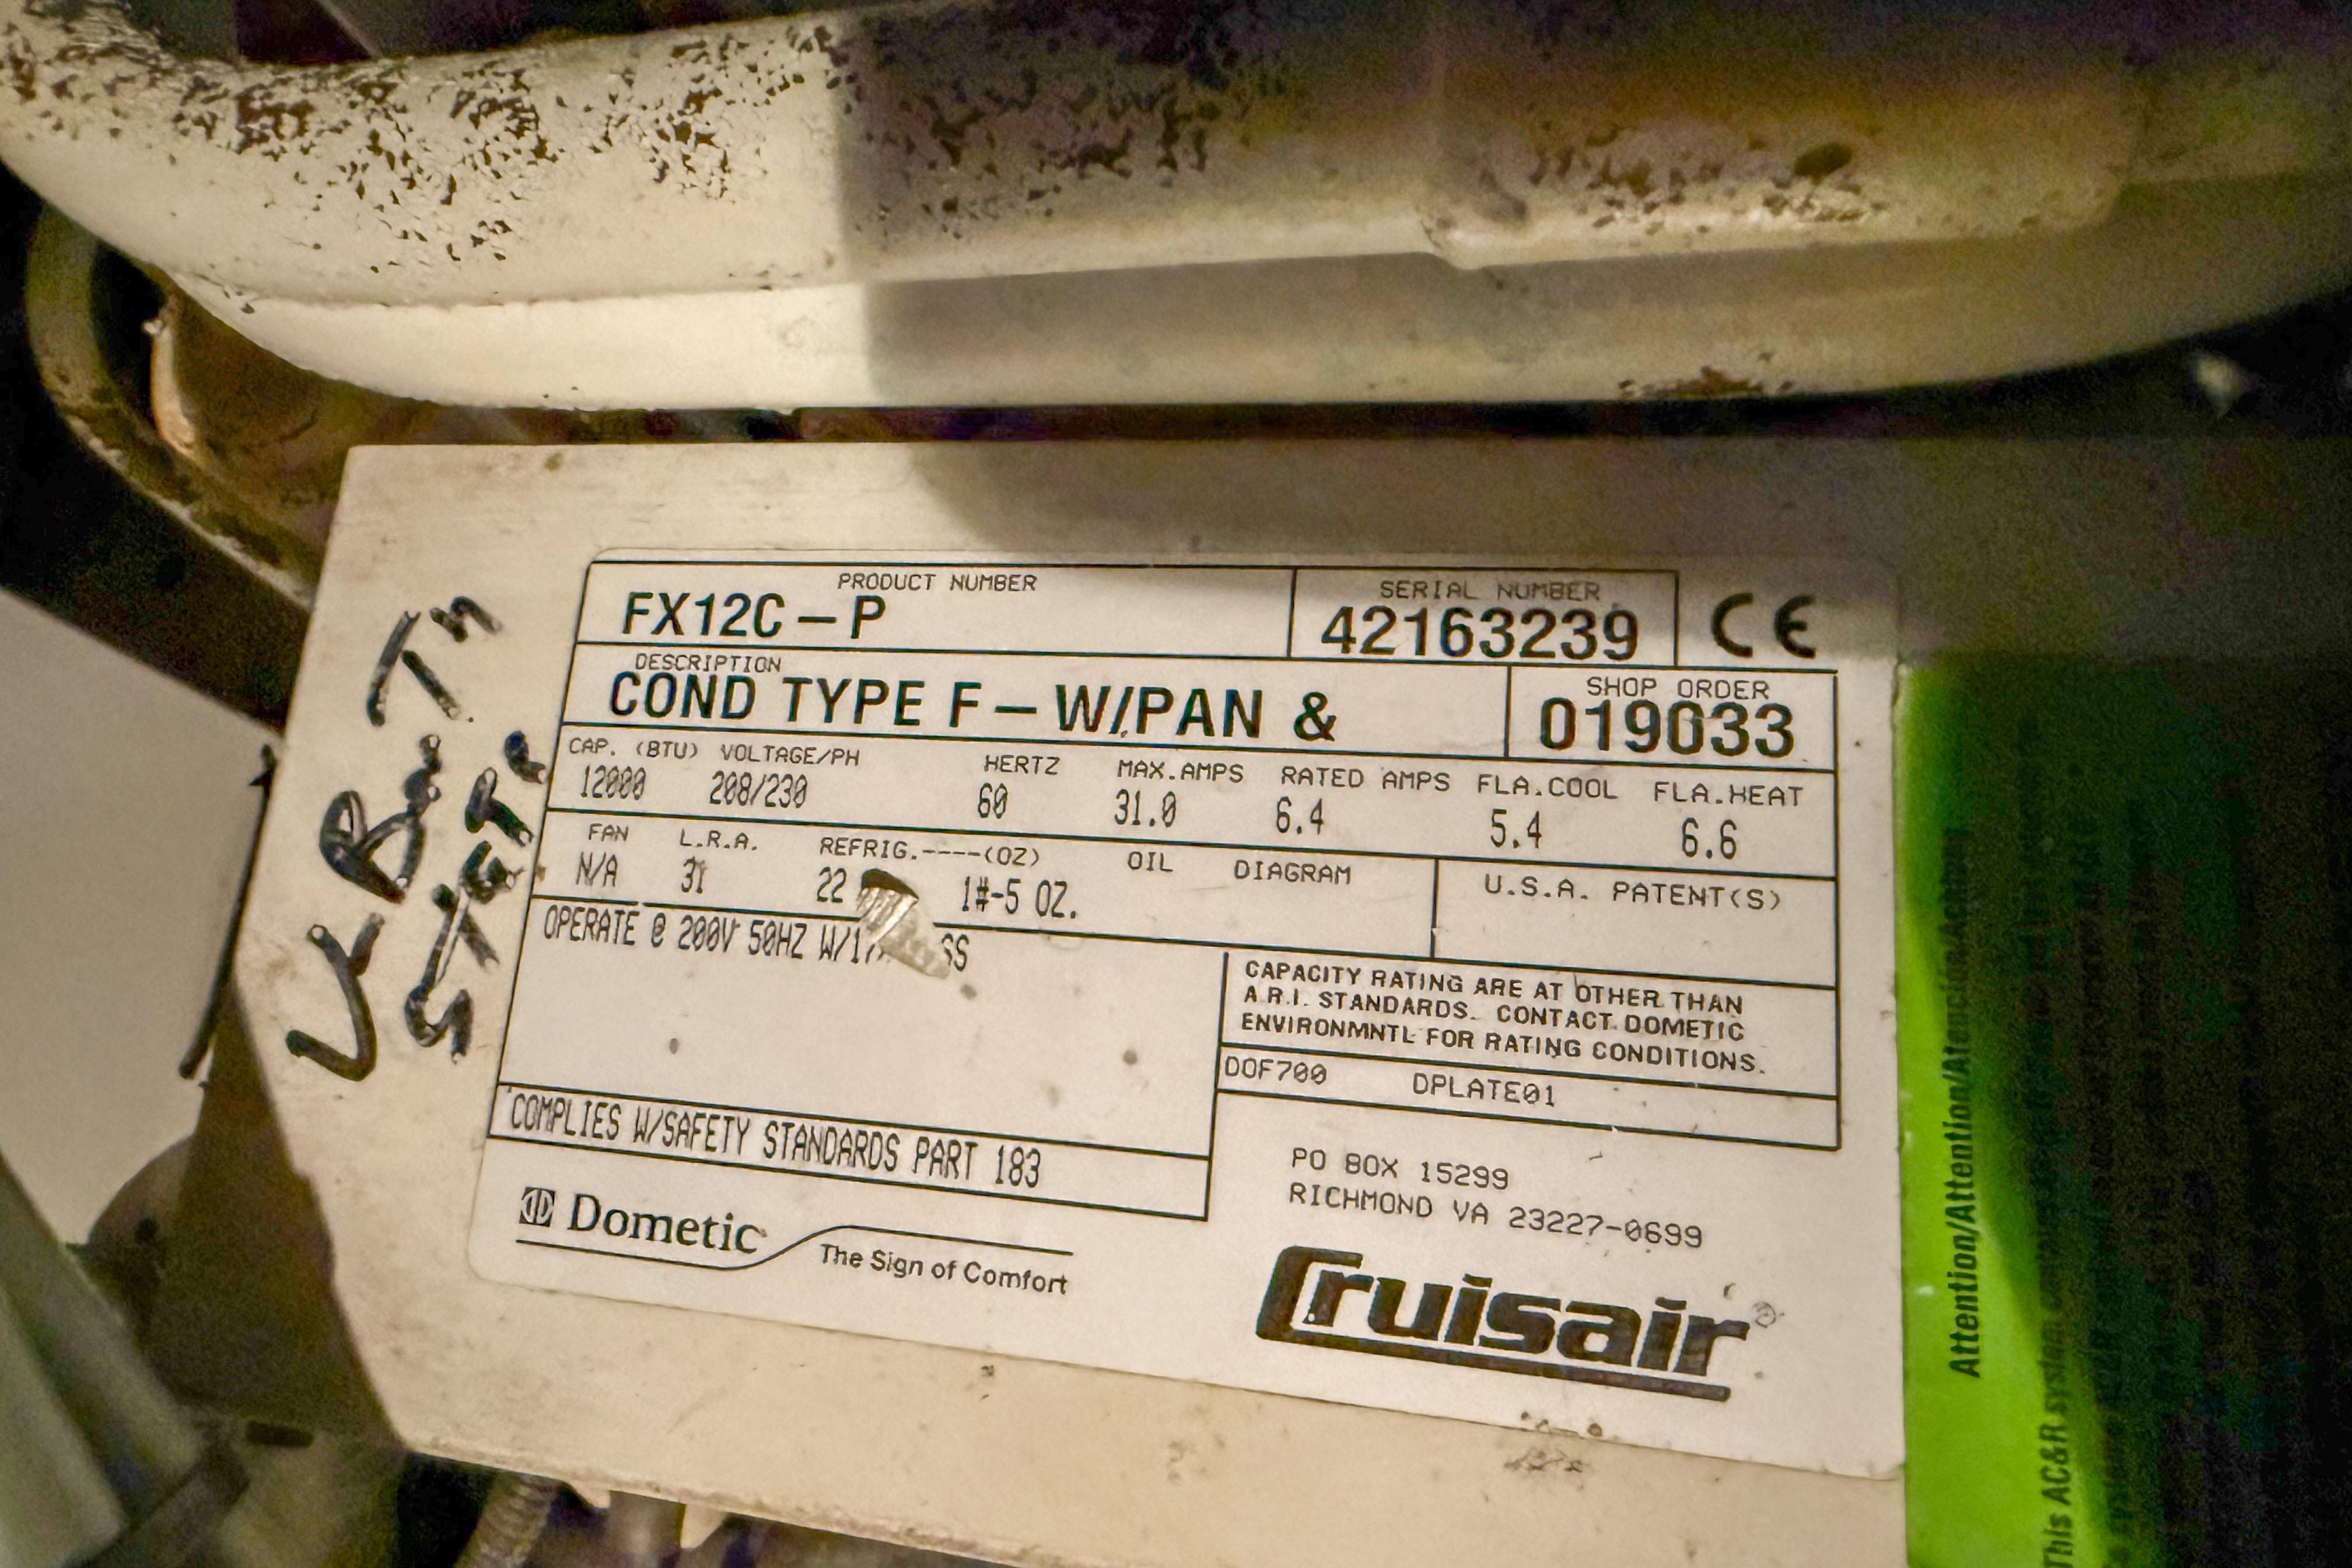 PRODUCT NUMBER
FX12C-P
SERIAL NUMBER
42163239
CE
DESCRIPTION
COND TYPE F-W/PAN &
SHOP ORDER
019033
CAP. (BTU) VOLTAGE/PH HERTZ MAX.AMPS RATED AMPS FLA.COOL FLA.HEAT
12000 208/230 60 31.0 6.4 5.4 6.6
FAN L.R.A. REFRIG.----(OZ) OIL DIAGRAM
N/A 31 22 1#-5 OZ.
U.S.A. PATENT(S)
OPERATE @ 200V 50HZ
CAPACITY RATING ARE AT OTHER THAN
A.R.I. STANDARDS. CONTACT DOMETIC
ENVIRONMNTL FOR RATING CONDITIONS.
DOF700 DPLATE01
COMPLIES W/SAFETY STANDARDS PART 183
PO BOX 15299
RICHMOND VA 23227-0699
Dometic
The Sign of Comfort
Cruisair®
Attention/Attention/Atencion/Achtung
This AC&R system